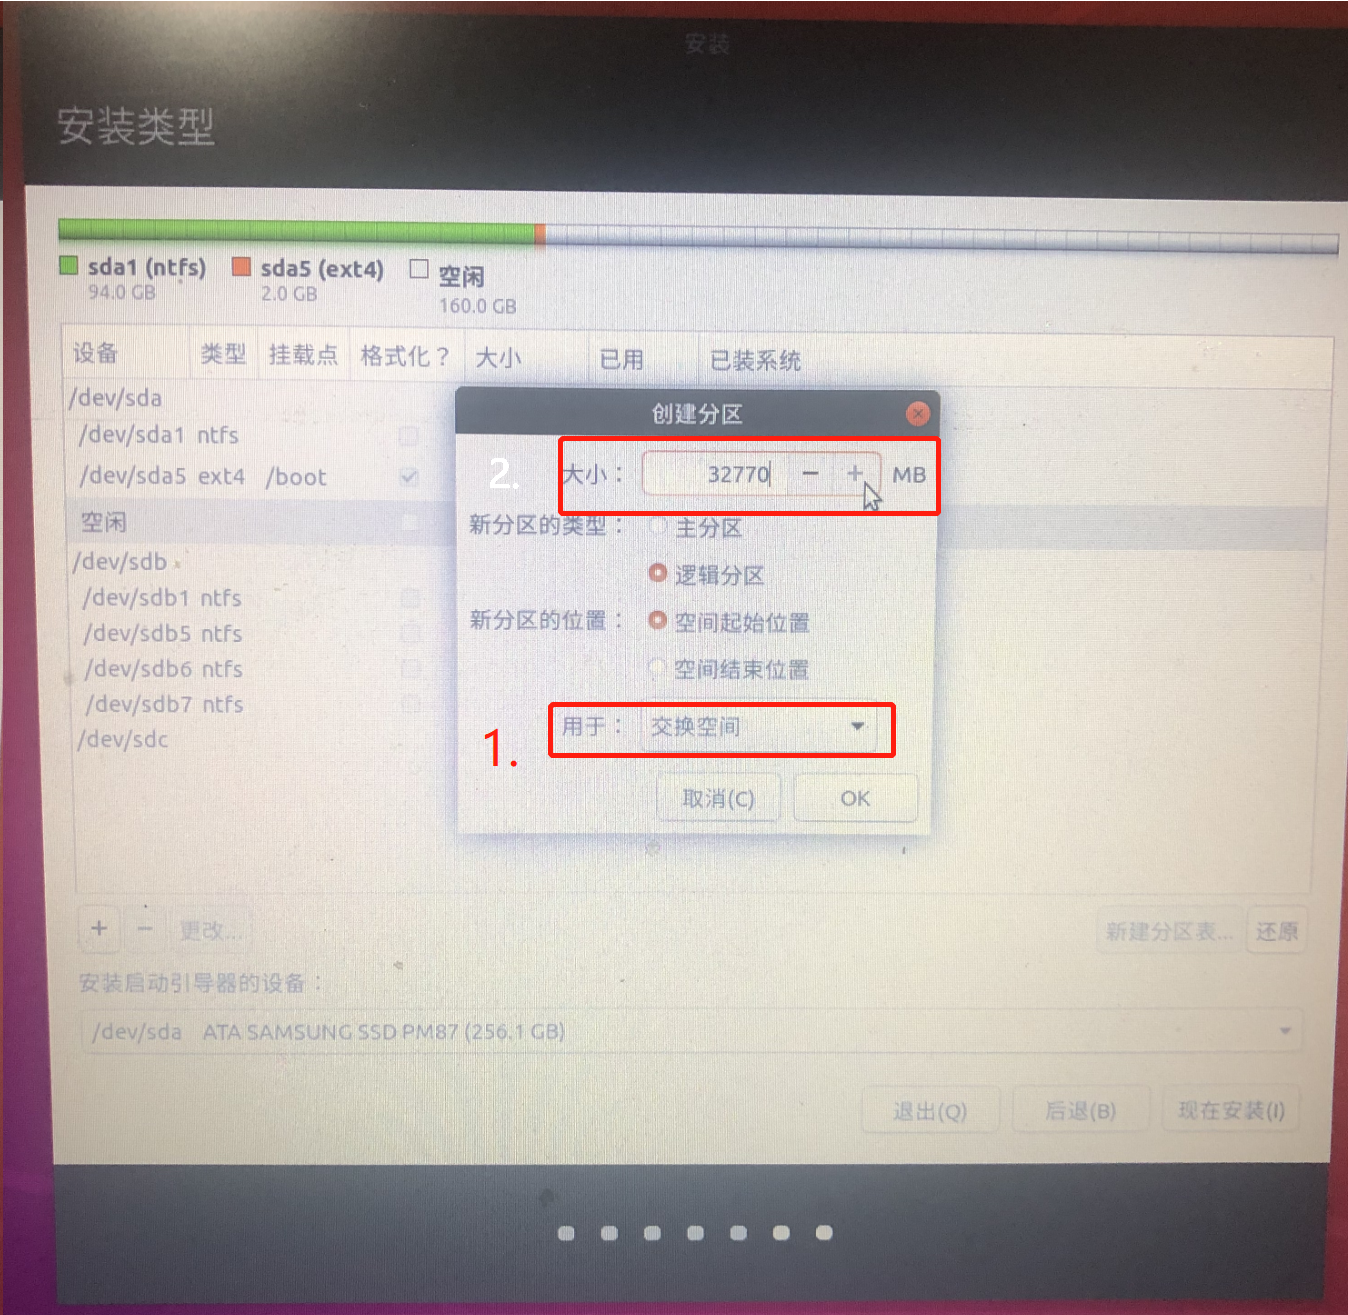 安装
安装类型
sda1 (ntfs) sda5 (ext4) 空闲
94.0 GB 2.0 GB 160.0 GB
设备 类型 挂载点 格式化？ 大小 已用 已装系统
/dev/sda
/dev/sda1 ntfs
/dev/sda5 ext4 /boot
空闲
/dev/sdb
/dev/sdb1 ntfs
/dev/sdb5 ntfs
/dev/sdb6 ntfs
/dev/sdb7 ntfs
/dev/sdc
创建分区
2. 大小： 32770 － ＋ MB
新分区的类型： 主分区
逻辑分区
新分区的位置： 空间起始位置
空间结束位置
1. 用于： 交换空间
取消(C) OK
+ － 更改... 新建分区表... 还原
安装启动引导器的设备：
/dev/sda ATA SAMSUNG SSD PM87 (256.1 GB)
退出(Q) 后退(B) 现在安装(I)